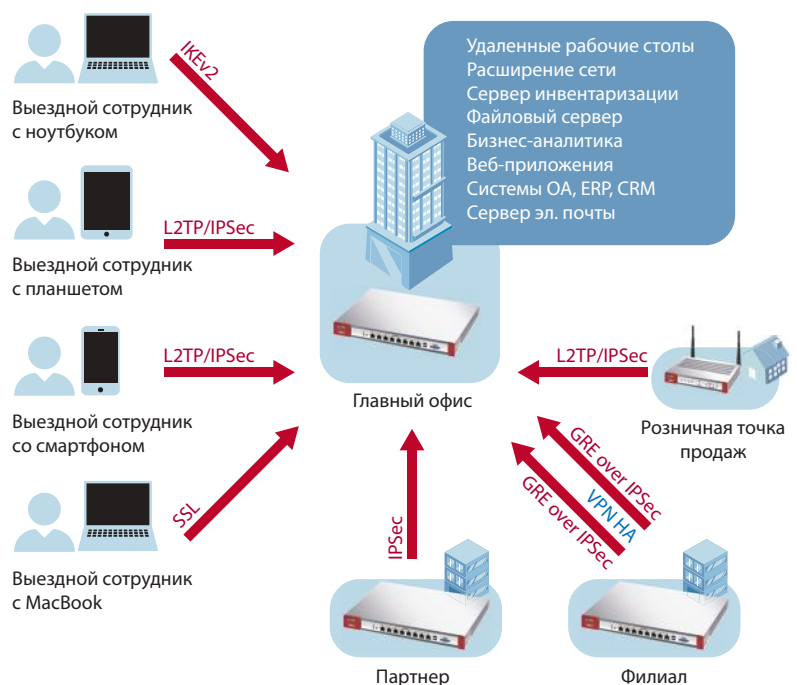 IKEv2
Выездной сотрудник
с ноутбуком
Удаленные рабочие столы
Расширение сети
Сервер инвентаризации
Файловый сервер
Бизнес-аналитика
Веб-приложения
Системы ОА, ERP, CRM
Сервер эл. почты
L2TP/IPSec
Выездной сотрудник
с планшетом
L2TP/IPSec
Выездной сотрудник
со смартфоном
Главный офис
L2TP/IPSec
Розничная точка
продаж
SSL
Выездной сотрудник
с MacBook
IPSec
Партнер
GRE over IPSec
VPN HA
GRE over IPSec
Филиал